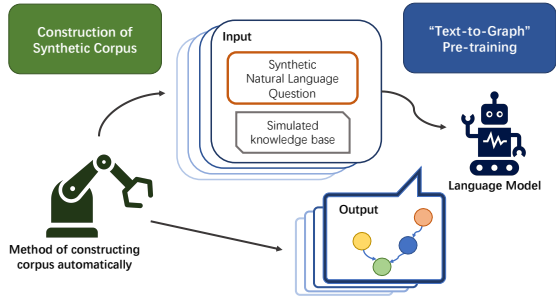 Construction of
Synthetic Corpus
Input
"Text-to-Graph"
Pre-training
Synthetic
Natural Language
Question
Simulated
knowledge base
Language Model
Output
Method of constructing
corpus automatically